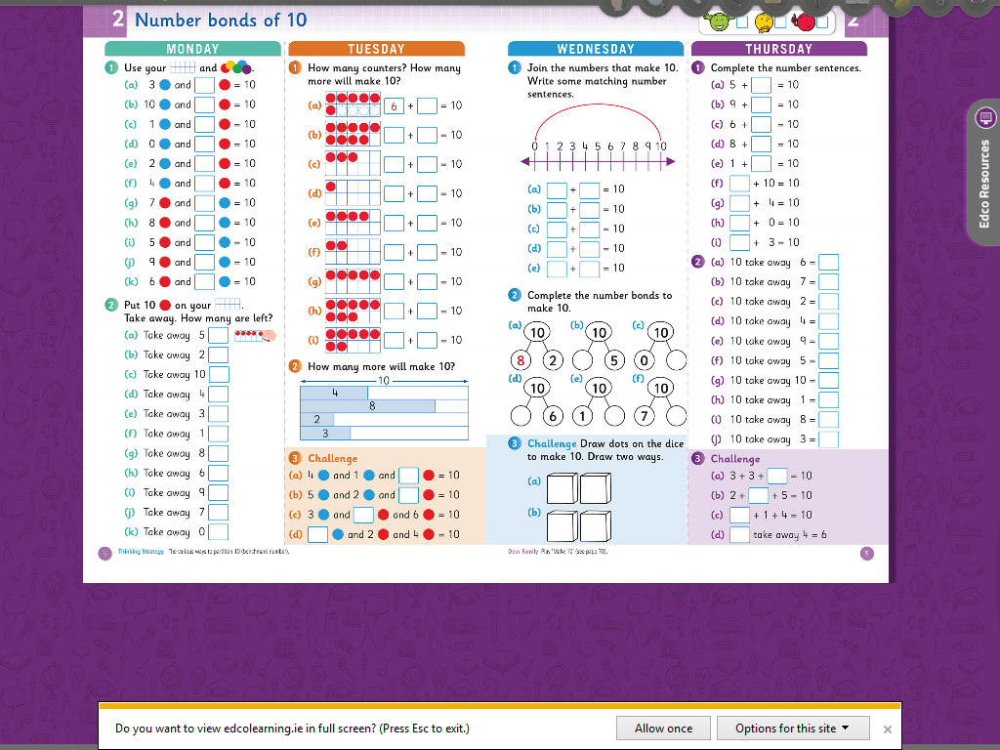 2 Number bonds of 10
2
MONDAY
1 Use your and .
(a) 3 and = 10
(b) 10 and = 10
(c) 1 and = 10
(d) 0 and = 10
(e) 2 and = 10
(f) 4 and = 10
(g) 7 and = 10
(h) 8 and = 10
(i) 5 and = 10
(j) 9 and = 10
(k) 6 and = 10
2 Put 10 on your .
Take away. How many are left?
(a) Take away 5
(b) Take away 2
(c) Take away 10
(d) Take away 4
(e) Take away 3
(f) Take away 1
(g) Take away 8
(h) Take away 6
(i) Take away 9
(j) Take away 7
(k) Take away 0
TUESDAY
1 How many counters? How many
more will make 10?
(a) 6 + = 10
(b) + = 10
(c) + = 10
(d) + = 10
(e) + = 10
(f) + = 10
(g) + = 10
(h) + = 10
(i) + = 10
2 How many more will make 10?
10
4
8
2
3
3 Challenge
(a) 4 and 1 and = 10
(b) 5 and 2 and = 10
(c) 3 and and 6 = 10
(d) and 2 and 4 = 10
WEDNESDAY
1 Join the numbers that make 10.
Write some matching number
sentences.
0 1 2 3 4 5 6 7 8 9 10
(a) + = 10
(b) + = 10
(c) + = 10
(d) + = 10
(e) + = 10
2 Complete the number bonds to
make 10.
(a) 10 (b) 10 (c) 10
8 2 5 0
(d) 10 (e) 10 (f) 10
6 1 7
3 Challenge Draw dots on the dice
to make 10. Draw two ways.
(a)
(b)
THURSDAY
1 Complete the number sentences.
(a) 5 + = 10
(b) 9 + = 10
(c) 6 + = 10
(d) 8 + = 10
(e) 1 + = 10
(f) + 10 = 10
(g) + 4 = 10
(h) + 0 = 10
(i) + 3 = 10
2 (a) 10 take away 6 =
(b) 10 take away 7 =
(c) 10 take away 2 =
(d) 10 take away 4 =
(e) 10 take away 9 =
(f) 10 take away 5 =
(g) 10 take away 10 =
(h) 10 take away 1 =
(i) 10 take away 8 =
(j) 10 take away 3 =
3 Challenge
(a) 3 + 3 + = 10
(b) 2 + + 5 = 10
(c) + 1 + 4 = 10
(d) take away 4 = 6
4 Thinking Strategy The various ways to partition 10 (benchmark number).
Dear Family Play 'Make 10' (see page 70). 5
Edco Resources
Do you want to view edcolearning.ie in full screen? (Press Esc to exit.)
Allow once
Options for this site
×